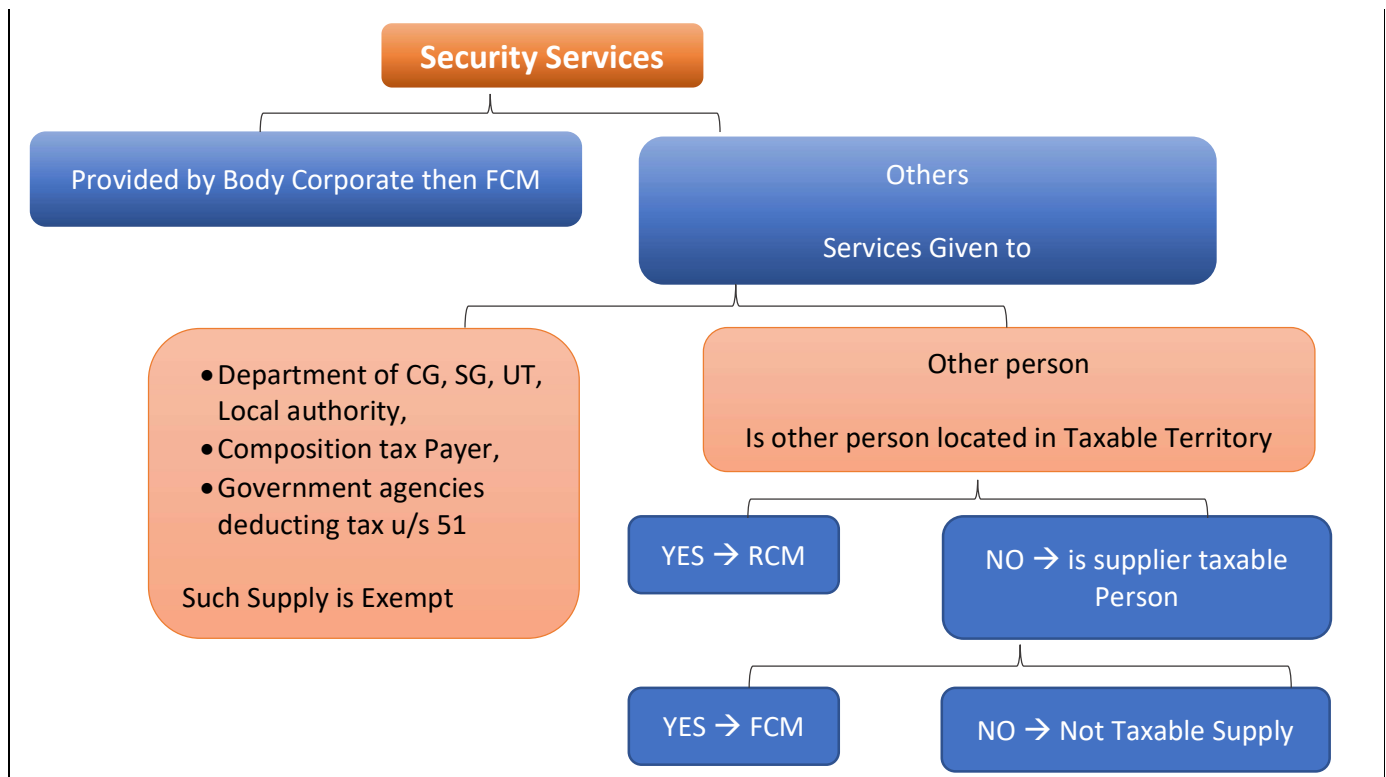 Security Services
Provided by Body Corporate then FCM
Others
Services Given to
•Department of CG, SG, UT,
Local authority,
•Composition tax Payer,
•Government agencies
deducting tax u/s 51
Such Supply is Exempt
Other person
Is other person located in Taxable Territory
YES → RCM
NO → is supplier taxable
Person
YES → FCM
NO → Not Taxable Supply